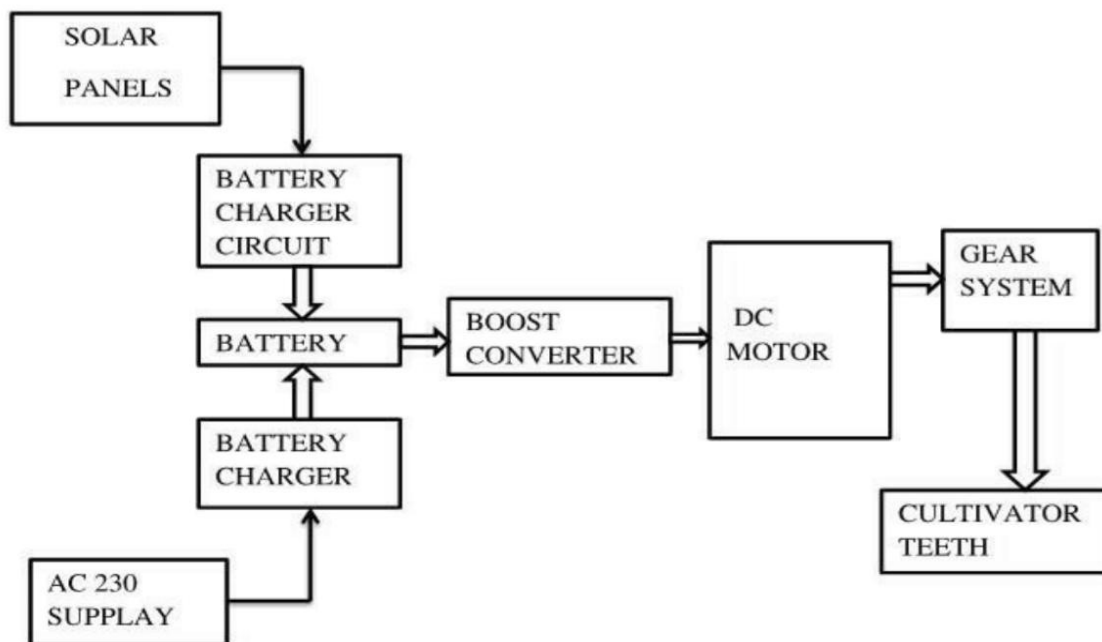 SOLAR
PANELS
BATTERY
CHARGER
CIRCUIT
BATTERY
BATTERY
CHARGER
AC 230
SUPPLAY
BOOST
CONVERTER
DC
MOTOR
GEAR
SYSTEM
CULTIVATOR
TEETH